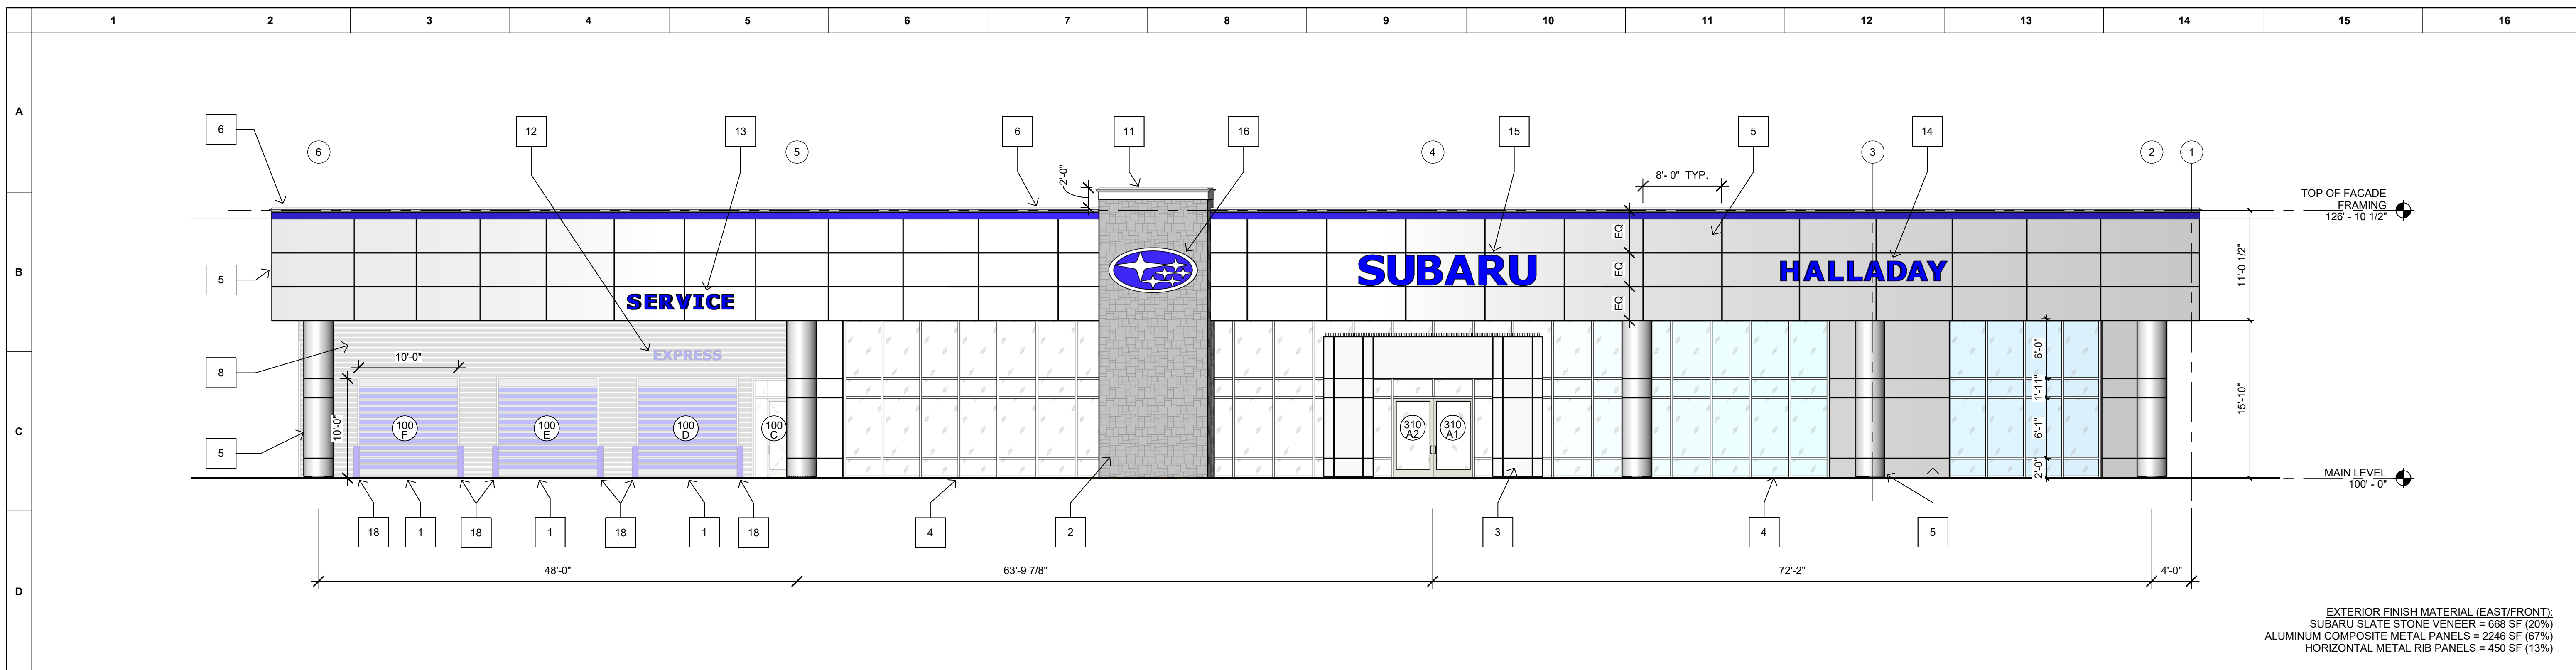 1 2 3 4 5 6 7 8 9 10 11 12 13 14 15 16
A
6 12 13 6 11 16 15 5 14
6 5 4 3 2 1
2'-0"
8'- 0" TYP.
TOP OF FACADE
FRAMING
126' - 10 1/2"
B
5
EQ
EQ
EQ
11'-0 1/2"
SUBARU
HALLADAY
SERVICE
EXPRESS
8
10'-0"
10'-0"
6'-0"
1'-11"
6'-1"
2'-0"
15'-10"
C
5
100
F
100
E
100
D
100
C
310
A2
310
A1
MAIN LEVEL
100' - 0"
18 1 18 1 18 1 18 4 2 3 4 5
48'-0" 63'-9 7/8" 72'-2" 4'-0"
D
EXTERIOR FINISH MATERIAL (EAST/FRONT):
SUBARU SLATE STONE VENEER = 668 SF (20%)
ALUMINUM COMPOSITE METAL PANELS = 2246 SF (67%)
HORIZONTAL METAL RIB PANELS = 450 SF (13%)